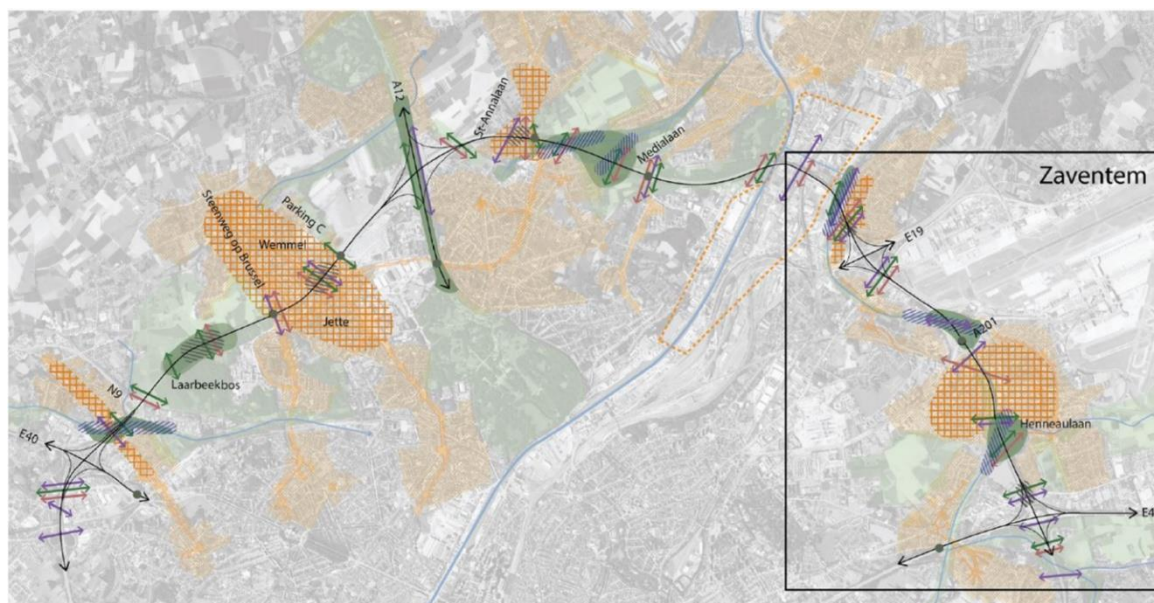 Zaventem
A12
St-Annalaan
Medialaan
Parking C
Steenweg op Brussel
Wemmel
Jette
E19
A201
Laarbeekbos
N9
E40
Henneaulaan
E4